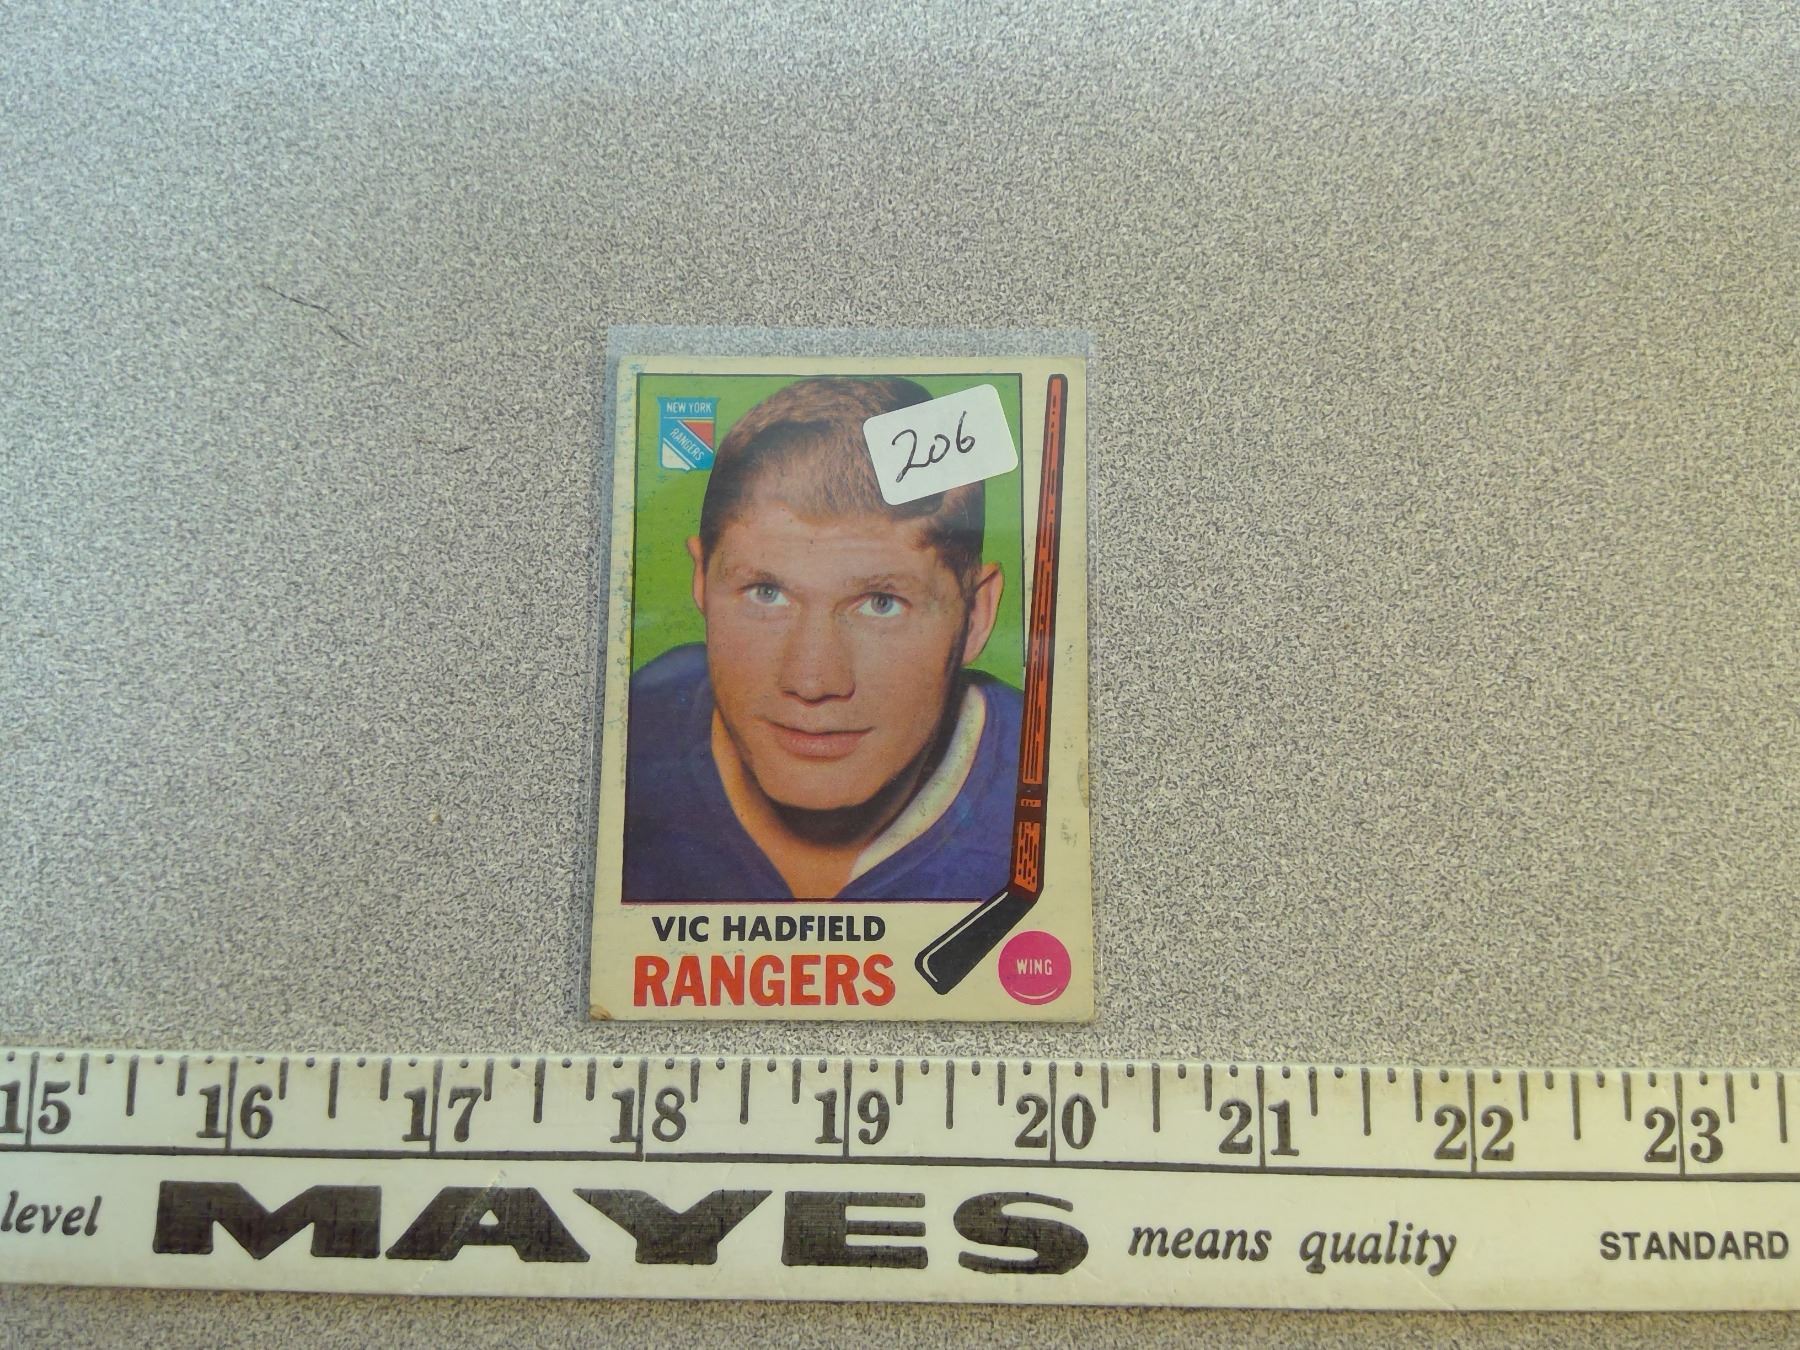 NEW YORK
RANGERS
206
VIC HADFIELD
RANGERS
WING
15 16 17 18 19 20 21 22 23
level MAYES means quality STANDARD